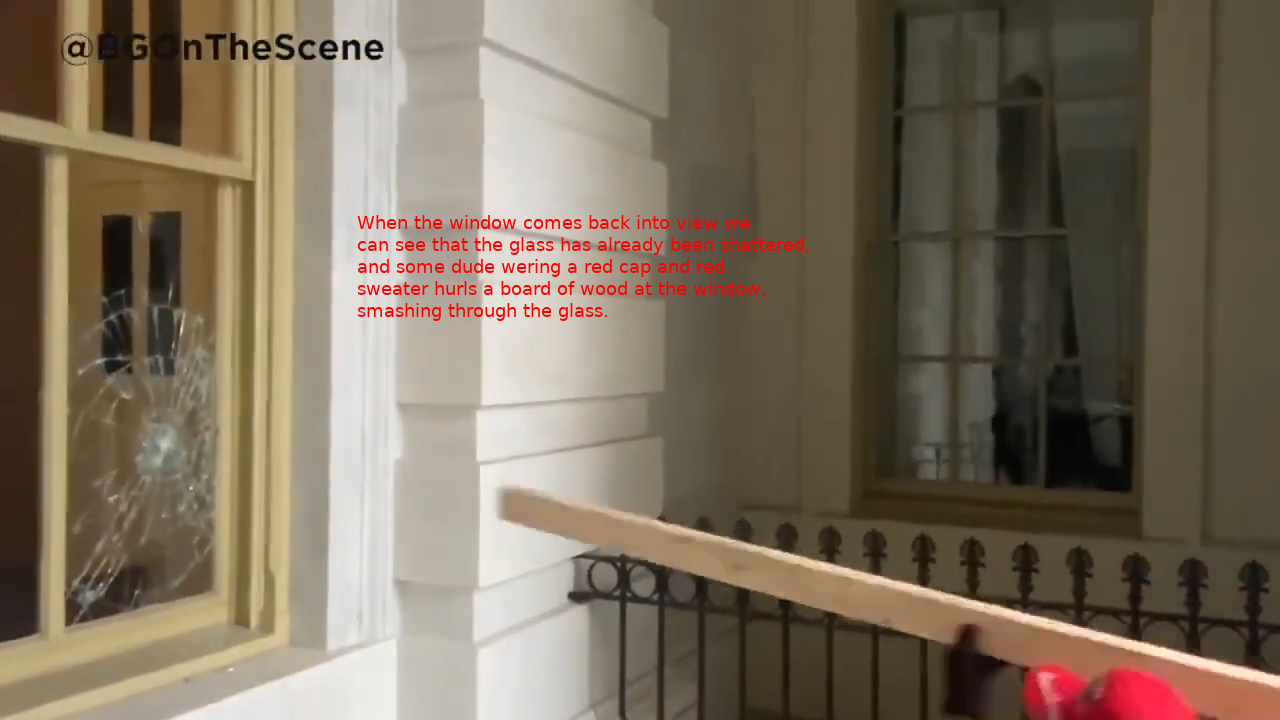 @BGOnTheScene
When the window comes back into view we
can see that the glass has already been shattered,
and some dude wering a red cap and red
sweater hurls a board of wood at the window,
smashing through the glass.